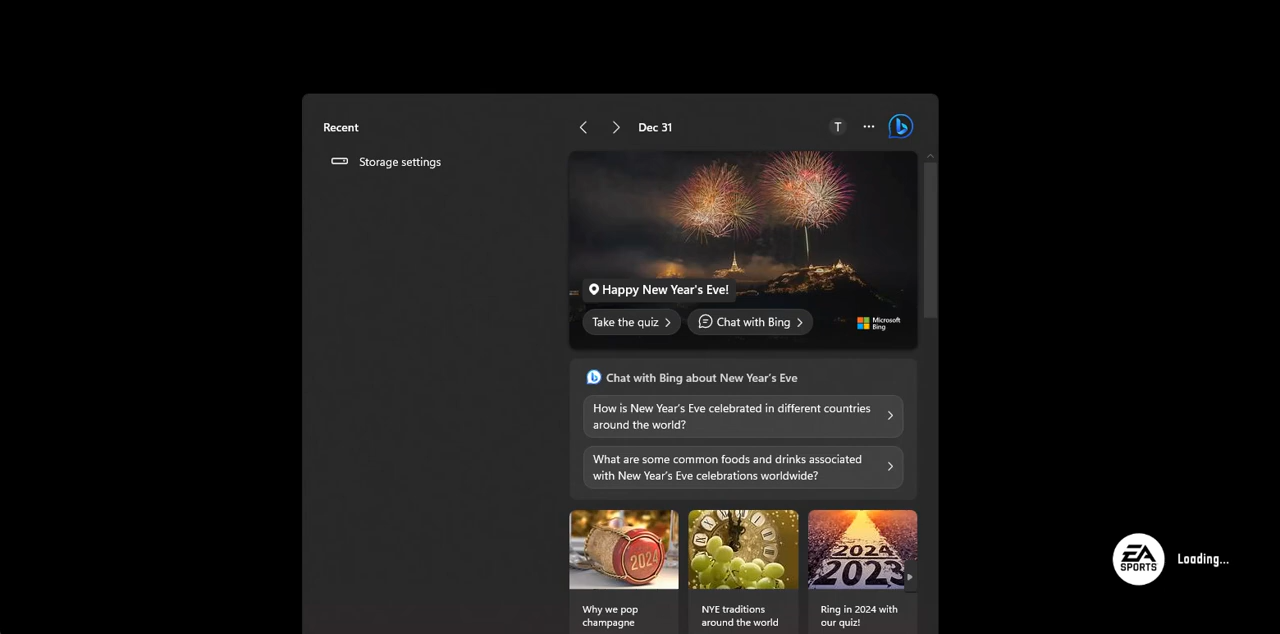 Recent
Dec 31
T
Storage settings
Happy New Year's Eve!
Take the quiz
Chat with Bing
Microsoft
Bing
Chat with Bing about New Year's Eve
How is New Year's Eve celebrated in different countries
around the world?
What are some common foods and drinks associated
with New Year's Eve celebrations worldwide?
2024
2024
2023
Why we pop
champagne
NYE traditions
around the world
Ring in 2024 with
our quiz!
EA
SPORTS
Loading...